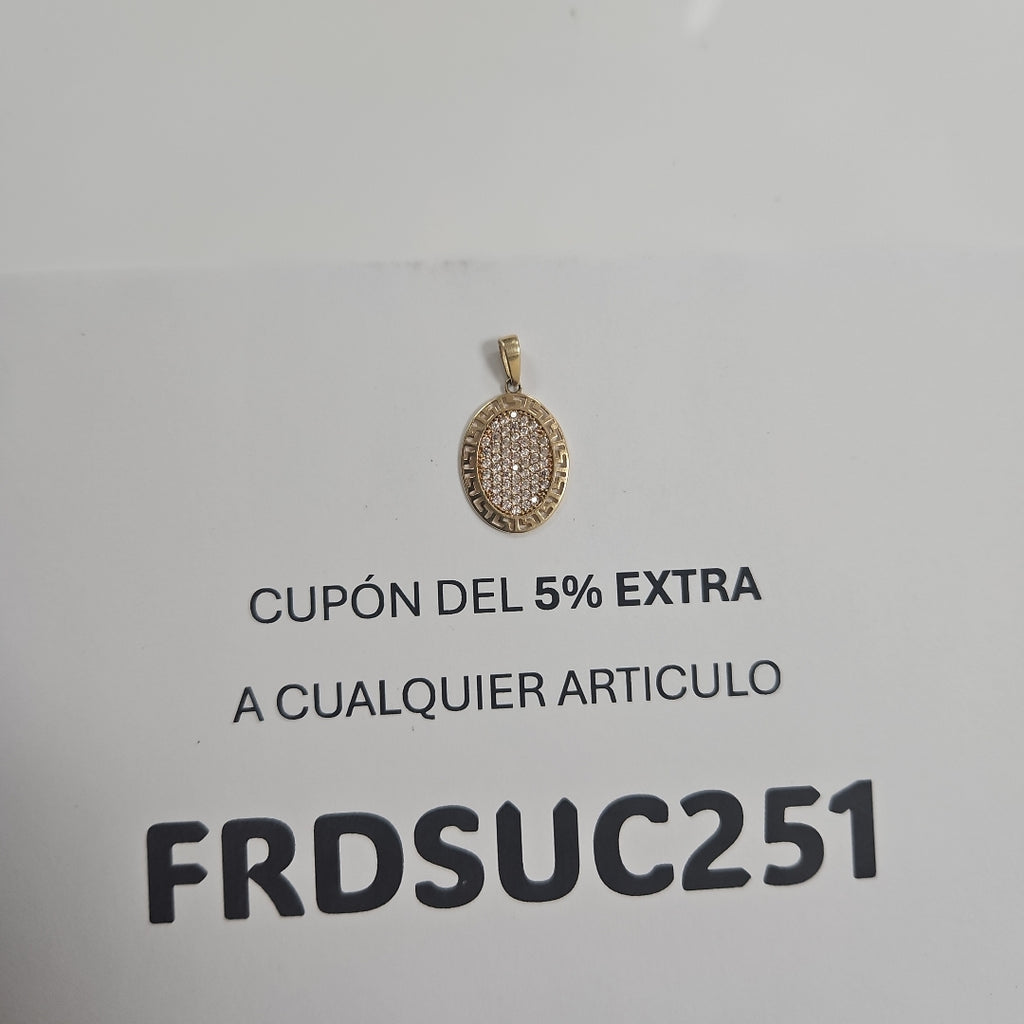 CUPÓN DEL 5% EXTRA
A CUALQUIER ARTICULO
FRDSUC251